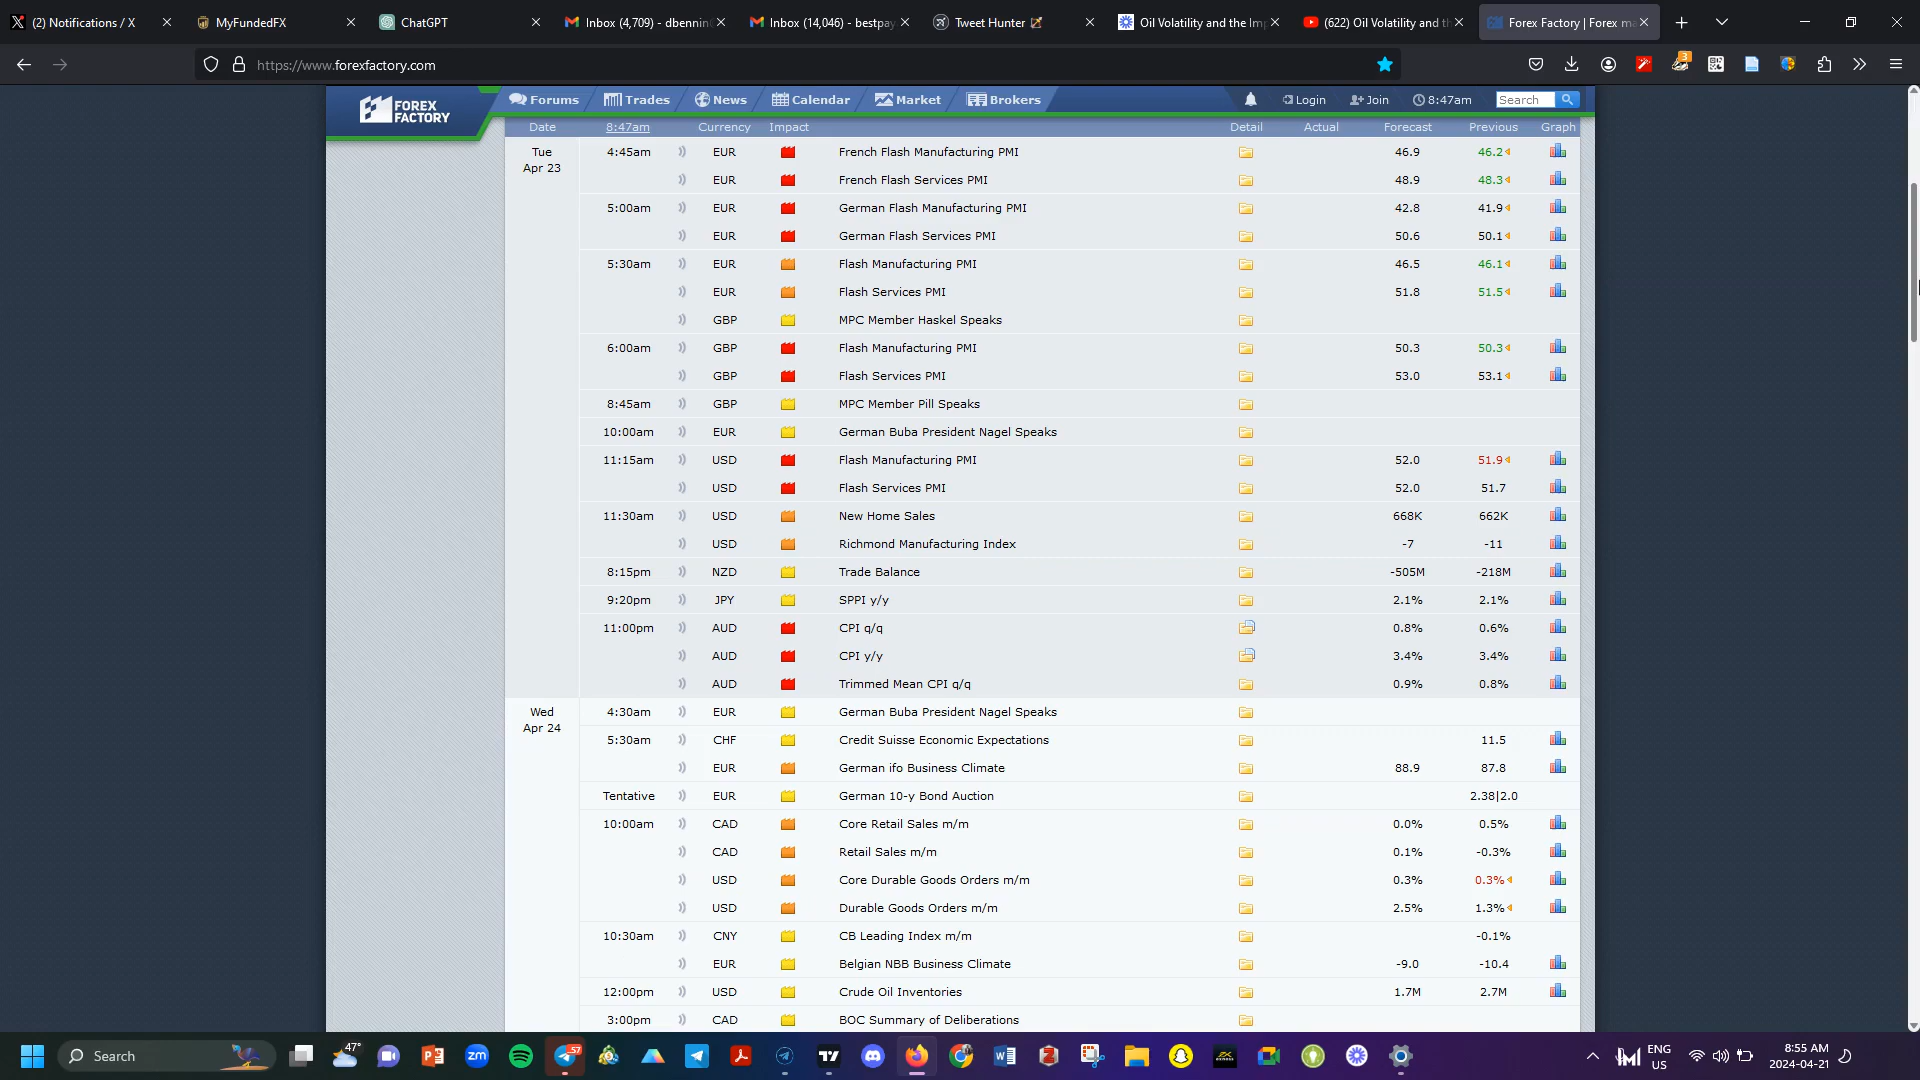 (2) Notifications / X
MyFundedFX
ChatGPT
Inbox (4,709) - dbennin
Inbox (14,046) - bestpay
Tweet Hunter
Oil Volatility and the Imp
(622) Oil Volatility and th
Forex Factory | Forex ma
https://www.forexfactory.com
3
FOREX FACTORY
Forums Trades News Calendar Market Brokers Login Join 8:47am Search
Date 8:47am Currency Impact Detail Actual Forecast Previous Graph
Tue Apr 23
4:45am EUR French Flash Manufacturing PMI 46.9 46.2
EUR French Flash Services PMI 48.9 48.3
5:00am EUR German Flash Manufacturing PMI 42.8 41.9
EUR German Flash Services PMI 50.6 50.1
5:30am EUR Flash Manufacturing PMI 46.5 46.1
EUR Flash Services PMI 51.8 51.5
GBP MPC Member Haskel Speaks
6:00am GBP Flash Manufacturing PMI 50.3 50.3
GBP Flash Services PMI 53.0 53.1
8:45am GBP MPC Member Pill Speaks
10:00am EUR German Buba President Nagel Speaks
11:15am USD Flash Manufacturing PMI 52.0 51.9
USD Flash Services PMI 52.0 51.7
11:30am USD New Home Sales 668K 662K
USD Richmond Manufacturing Index -7 -11
8:15pm NZD Trade Balance -505M -218M
9:20pm JPY SPPI y/y 2.1% 2.1%
11:00pm AUD CPI q/q 0.8% 0.6%
AUD CPI y/y 3.4% 3.4%
AUD Trimmed Mean CPI q/q 0.9% 0.8%
Wed Apr 24
4:30am EUR German Buba President Nagel Speaks
5:30am CHF Credit Suisse Economic Expectations 11.5
EUR German ifo Business Climate 88.9 87.8
Tentative EUR German 10-y Bond Auction 2.38|2.0
10:00am CAD Core Retail Sales m/m 0.0% 0.5%
CAD Retail Sales m/m 0.1% -0.3%
USD Core Durable Goods Orders m/m 0.3% 0.3%
USD Durable Goods Orders m/m 2.5% 1.3%
10:30am CNY CB Leading Index m/m -0.1%
EUR Belgian NBB Business Climate -9.0 -10.4
12:00pm USD Crude Oil Inventories 1.7M 2.7M
3:00pm CAD BOC Summary of Deliberations
Search
47°
zm
57
ENG
US
8:55 AM
2024-04-21